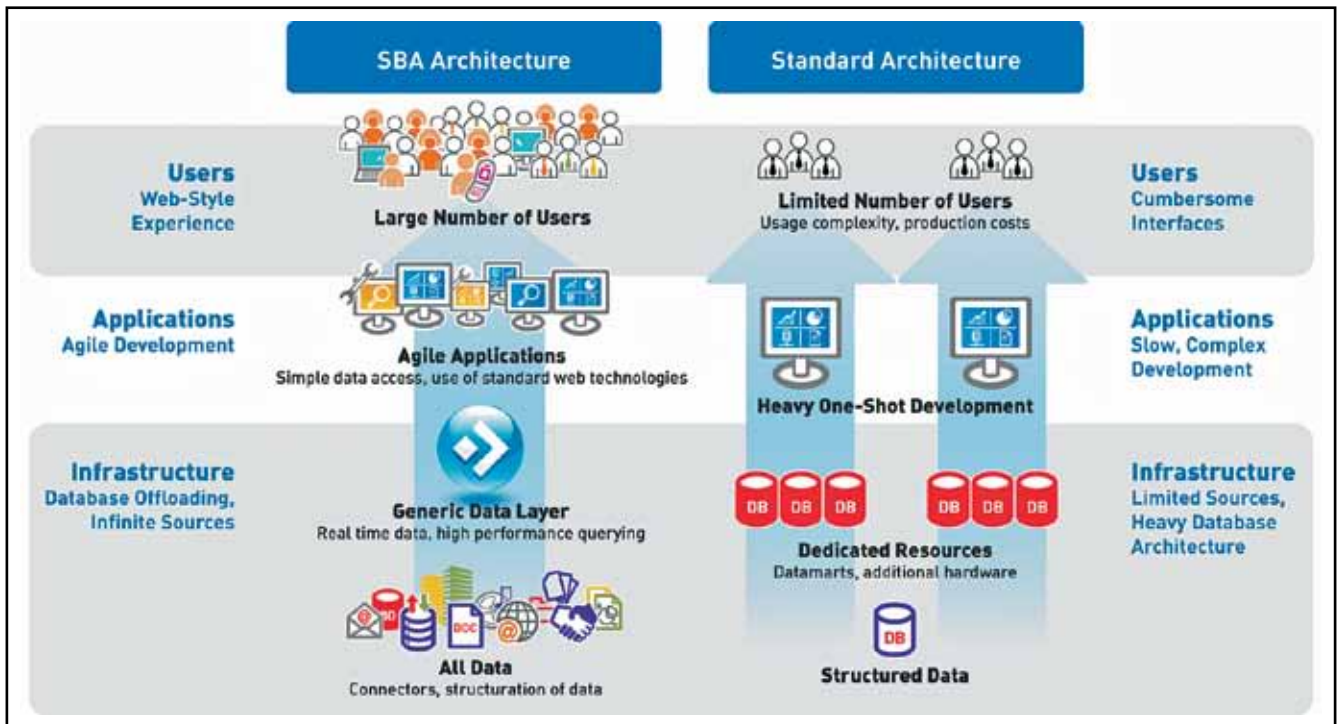 SBA Architecture
Standard Architecture
Users
Web-Style
Experience
Large Number of Users
Limited Number of Users
Usage complexity, production costs
Users
Cumbersome
Interfaces
Applications
Agile Development
Agile Applications
Simple data access, use of standard web technologies
Heavy One-Shot Development
Applications
Slow, Complex
Development
Infrastructure
Database Offloading,
Infinite Sources
Generic Data Layer
Real time data, high performance querying
DB
DB
DB
DB
DB
DB
Dedicated Resources
Datamarts, additional hardware
Infrastructure
Limited Sources,
Heavy Database
Architecture
DOC
@
All Data
Connectors, structuration of data
DB
Structured Data